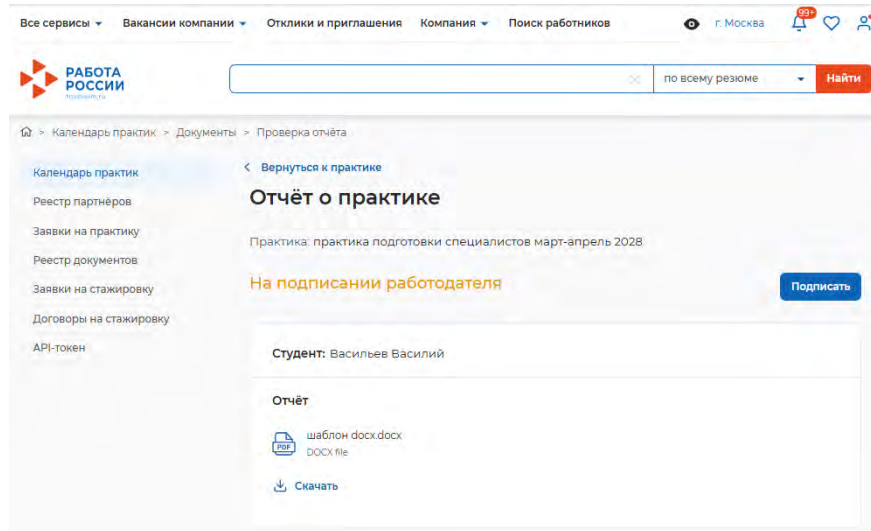 Все сервисы Вакансии компании Отклики и приглашения Компания Поиск работников г. Москва 99+
РАБОТА
РОССИИ
по всему резюме Найти
> Календарь практик > Документы > Проверка отчёта
Календарь практик
Реестр партнёров
Заявки на практику
Реестр документов
Заявки на стажировку
Договоры на стажировку
API-токен
< Вернуться к практике
Отчёт о практике
Практика: практика подготовки специалистов март-апрель 2028
На подписании работодателя
Подписать
Студент: Васильев Василий
Отчёт
PDF
шаблон docx.docx
DOCX file
Скачать